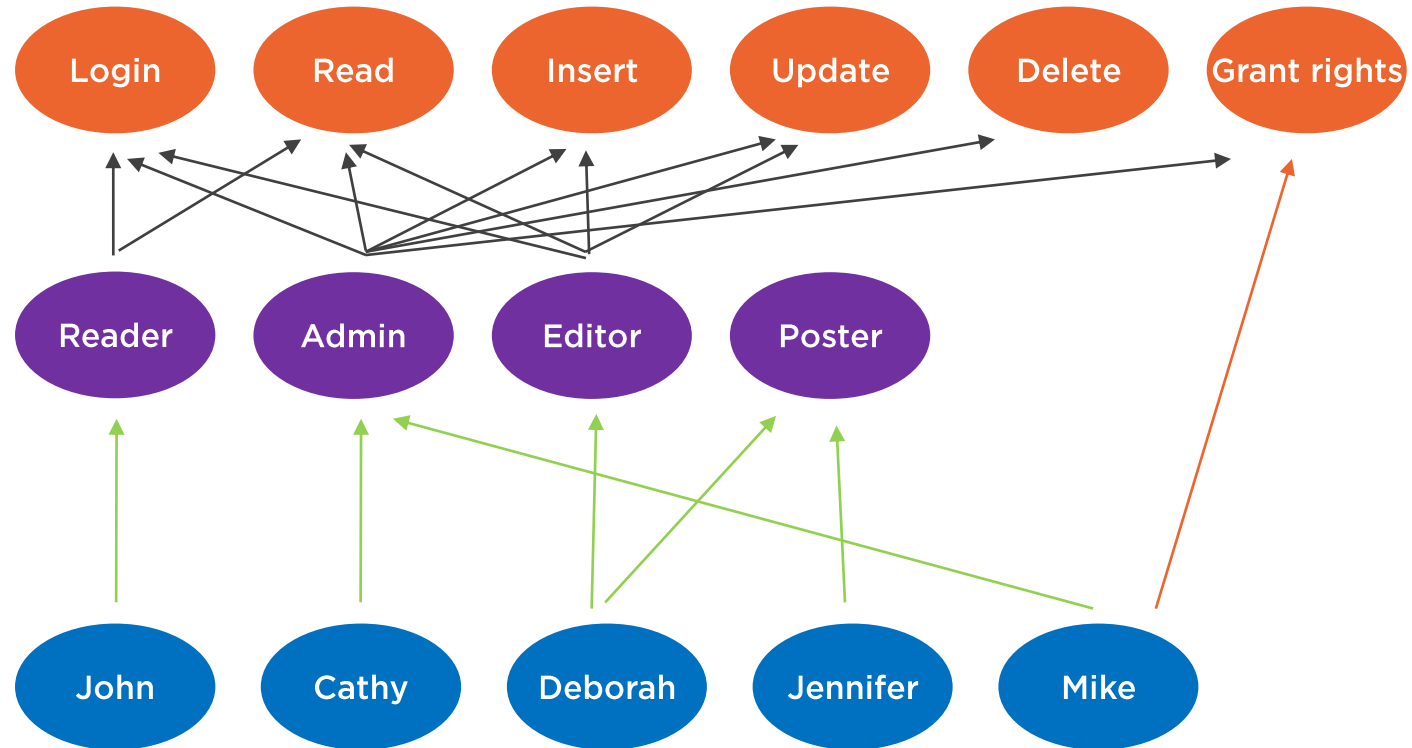 Login
Read
Insert
Update
Delete
Grant rights
Reader
Admin
Editor
Poster
John
Cathy
Deborah
Jennifer
Mike